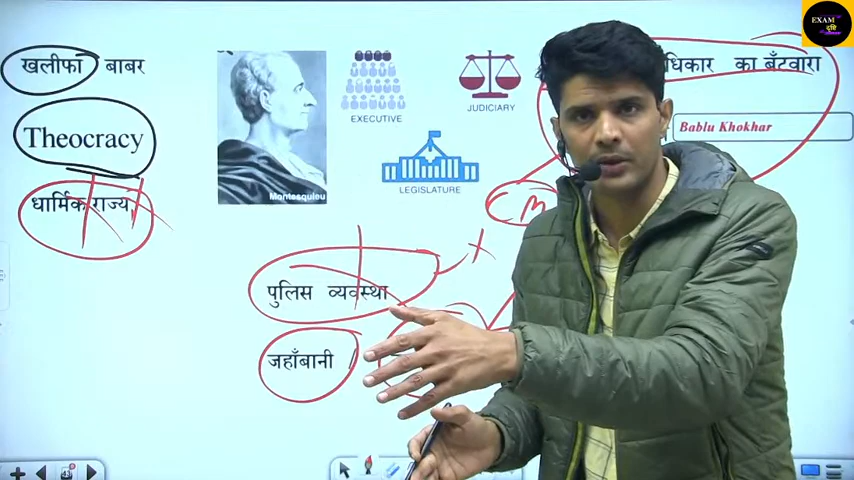 EXAM
दृष्टि
खलीफा बाबर
Theocracy
धार्मिक राज्य
EXECUTIVE
JUDICIARY
LEGISLATURE
Montesquieu
धिकार का बँटवारा
Bablu Khokhar
m
पुलिस व्यवस्था
जहाँबानी